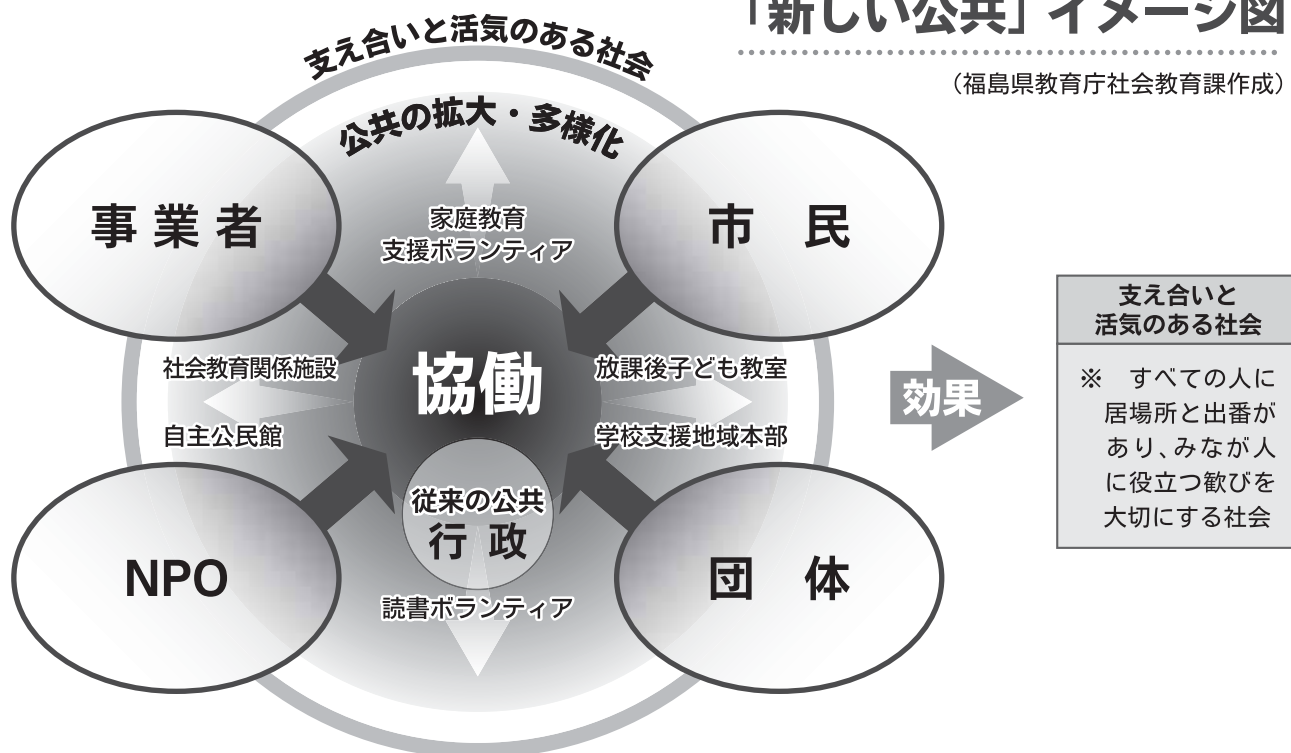 「新しい公共」イメージ図
（福島県教育庁社会教育課作成）
支え合いと活気のある社会
公共の拡大・多様化
事業者
市　民
家庭教育
支援ボランティア
社会教育関係施設
自主公民館
協働
放課後子ども教室
学校支援地域本部
従来の公共
行政
読書ボランティア
NPO
団　体
効果
支え合いと
活気のある社会
※　すべての人に
居場所と出番が
あり、みなが人
に役立つ歓びを
大切にする社会